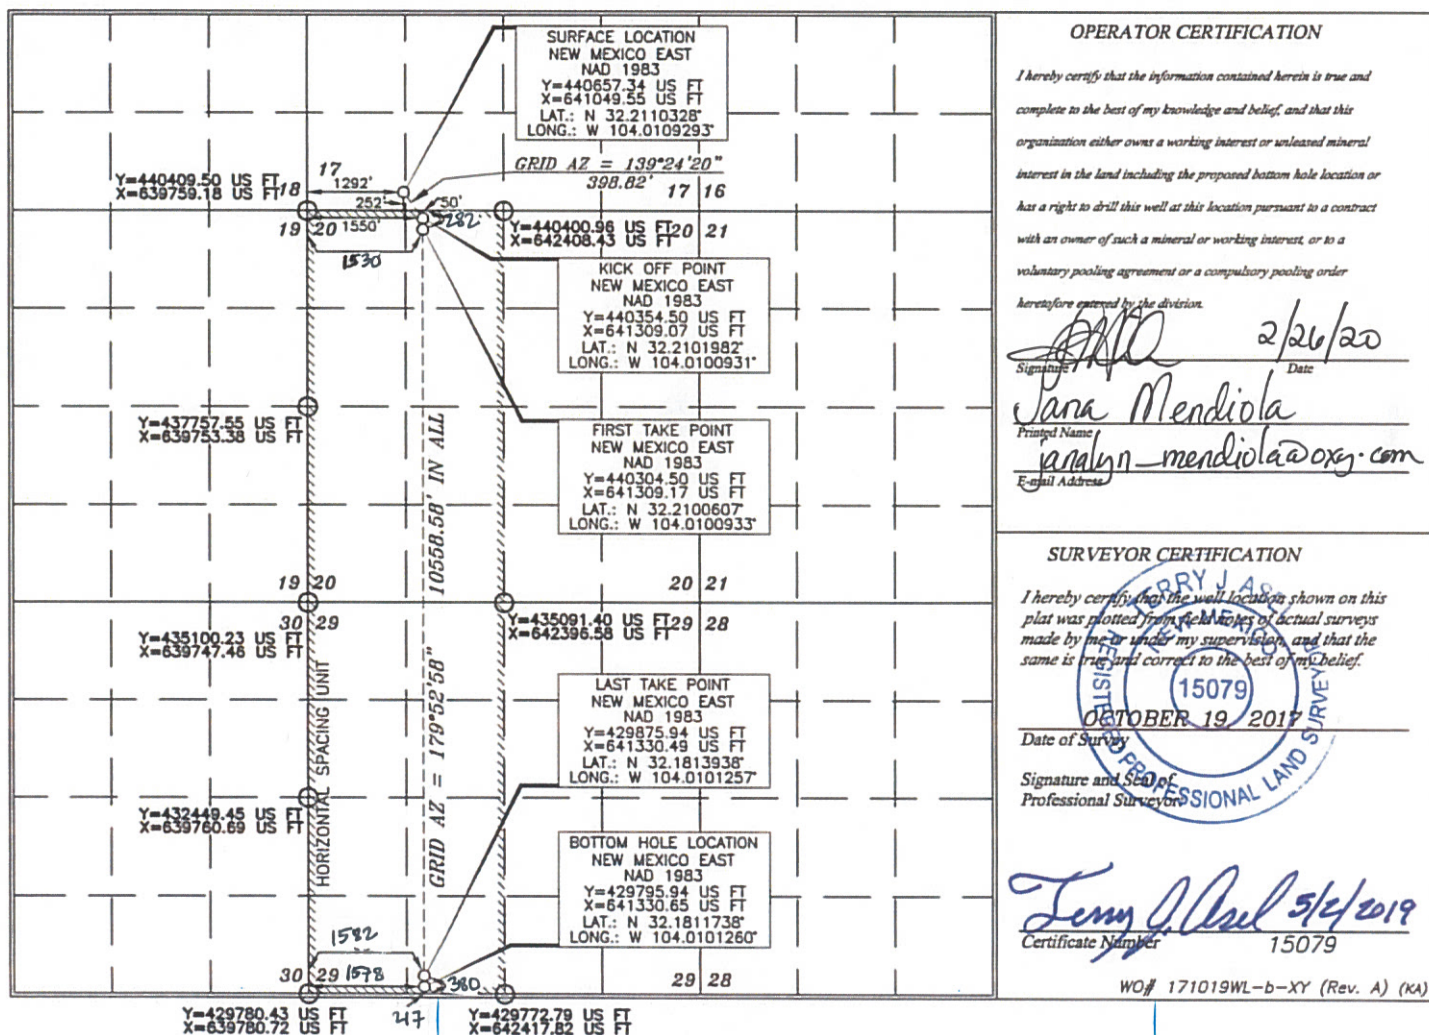 SURFACE LOCATION
NEW MEXICO EAST
NAD 1983
Y=440657.34 US FT
X=641049.55 US FT
LAT.: N 32.2110328°
LONG.: W 104.0109293°
GRID AZ = 139°24'20"
398.82'
Y=440409.50 US FT
X=639759.18 US FT
18 17
1292'
252'
50'
282'
17 16
19 20
1550'
1530
Y=440400.96 US FT
X=642408.43 US FT
20 21
KICK OFF POINT
NEW MEXICO EAST
NAD 1983
Y=440354.50 US FT
X=641309.07 US FT
LAT.: N 32.2101982°
LONG.: W 104.0100931°
Y=437757.55 US FT
X=639753.38 US FT
FIRST TAKE POINT
NEW MEXICO EAST
NAD 1983
Y=440304.50 US FT
X=641309.17 US FT
LAT.: N 32.2100607°
LONG.: W 104.0100933°
GRID AZ = 179°52'58" 10558.58' IN ALL
19 20
20 21
30 29
Y=435100.23 US FT
X=639747.46 US FT
Y=435091.40 US FT
X=642396.58 US FT
29 28
HORIZONTAL SPACING UNIT
LAST TAKE POINT
NEW MEXICO EAST
NAD 1983
Y=429875.94 US FT
X=641330.49 US FT
LAT.: N 32.1813938°
LONG.: W 104.0101257°
Y=432449.45 US FT
X=639760.69 US FT
BOTTOM HOLE LOCATION
NEW MEXICO EAST
NAD 1983
Y=429795.94 US FT
X=641330.65 US FT
LAT.: N 32.1811738°
LONG.: W 104.0101260°
1582
30 29
1578
380
29 28
Y=429780.43 US FT
X=639780.72 US FT
Y=429772.79 US FT
X=642417.82 US FT
OPERATOR CERTIFICATION
I hereby certify that the information contained herein is true and
complete to the best of my knowledge and belief, and that this
organization either owns a working interest or unleased mineral
interest in the land including the proposed bottom hole location or
has a right to drill this well at this location pursuant to a contract
with an owner of such a mineral or working interest, or to a
voluntary pooling agreement or a compulsory pooling order
heretofore entered by the division.
2/26/20
Signature Date
Jana Mendiola
Printed Name
janalyn_mendiola@oxy.com
E-mail Address
SURVEYOR CERTIFICATION
I hereby certify that the well location shown on this
plat was plotted from field notes of actual surveys
made by me or under my supervision, and that the
same is true and correct to the best of my belief.
TERRY J. ASEL
NEW MEXICO
15079
REGISTERED PROFESSIONAL LAND SURVEYOR
OCTOBER 19, 2017
Date of Survey
Signature and Seal of
Professional Surveyor
Terry J. Asel 5/2/2019
Certificate Number 15079
WO# 171019WL-b-XY (Rev. A) (KA)